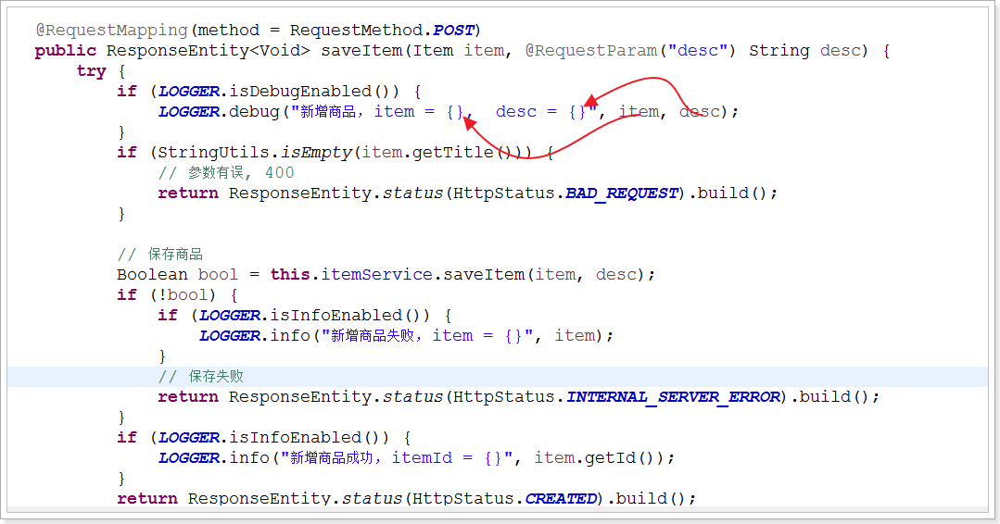 @RequestMapping(method = RequestMethod.POST)
public ResponseEntity<Void> saveItem(Item item, @RequestParam("desc") String desc) {
try {
if (LOGGER.isDebugEnabled()) {
LOGGER.debug("新增商品，item = {},  desc = {}", item, desc);
}
if (StringUtils.isEmpty(item.getTitle())) {
// 参数有误, 400
return ResponseEntity.status(HttpStatus.BAD_REQUEST).build();
}
// 保存商品
Boolean bool = this.itemService.saveItem(item, desc);
if (!bool) {
if (LOGGER.isInfoEnabled()) {
LOGGER.info("新增商品失败，item = {}", item);
}
// 保存失败
return ResponseEntity.status(HttpStatus.INTERNAL_SERVER_ERROR).build();
}
if (LOGGER.isInfoEnabled()) {
LOGGER.info("新增商品成功，itemId = {}", item.getId());
}
return ResponseEntity.status(HttpStatus.CREATED).build();